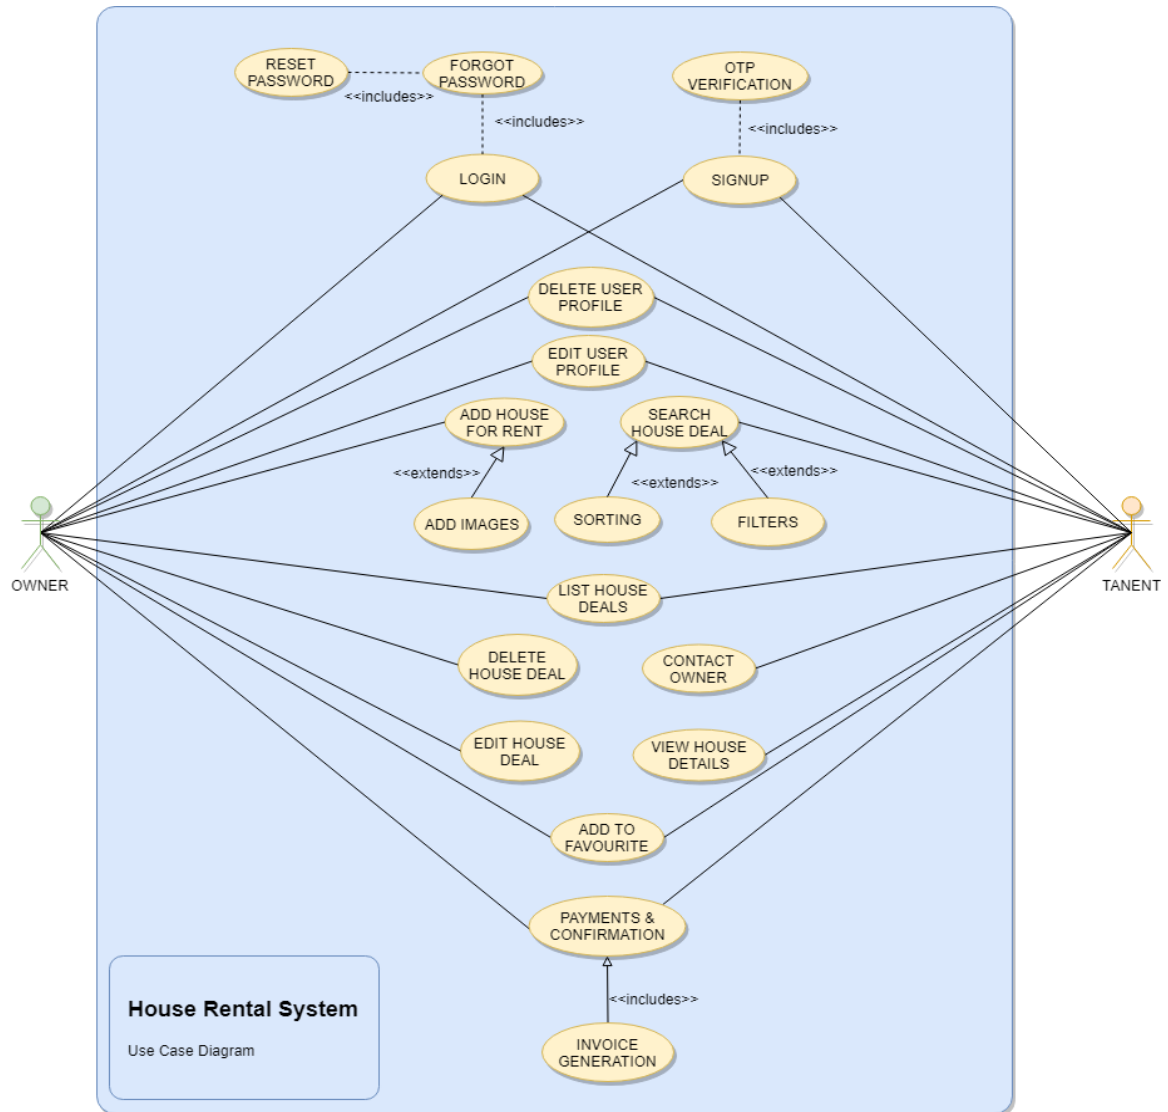 RESET
PASSWORD
FORGOT
PASSWORD
<<includes>>
<<includes>>
OTP
VERIFICATION
<<includes>>
LOGIN
SIGNUP
DELETE USER
PROFILE
EDIT USER
PROFILE
ADD HOUSE
FOR RENT
SEARCH
HOUSE DEAL
<<extends>>
<<extends>>
<<extends>>
ADD IMAGES
SORTING
FILTERS
OWNER
TANENT
LIST HOUSE
DEALS
DELETE
HOUSE DEAL
CONTACT
OWNER
EDIT HOUSE
DEAL
VIEW HOUSE
DETAILS
ADD TO
FAVOURITE
PAYMENTS &
CONFIRMATION
<<includes>>
INVOICE
GENERATION
House Rental System
Use Case Diagram